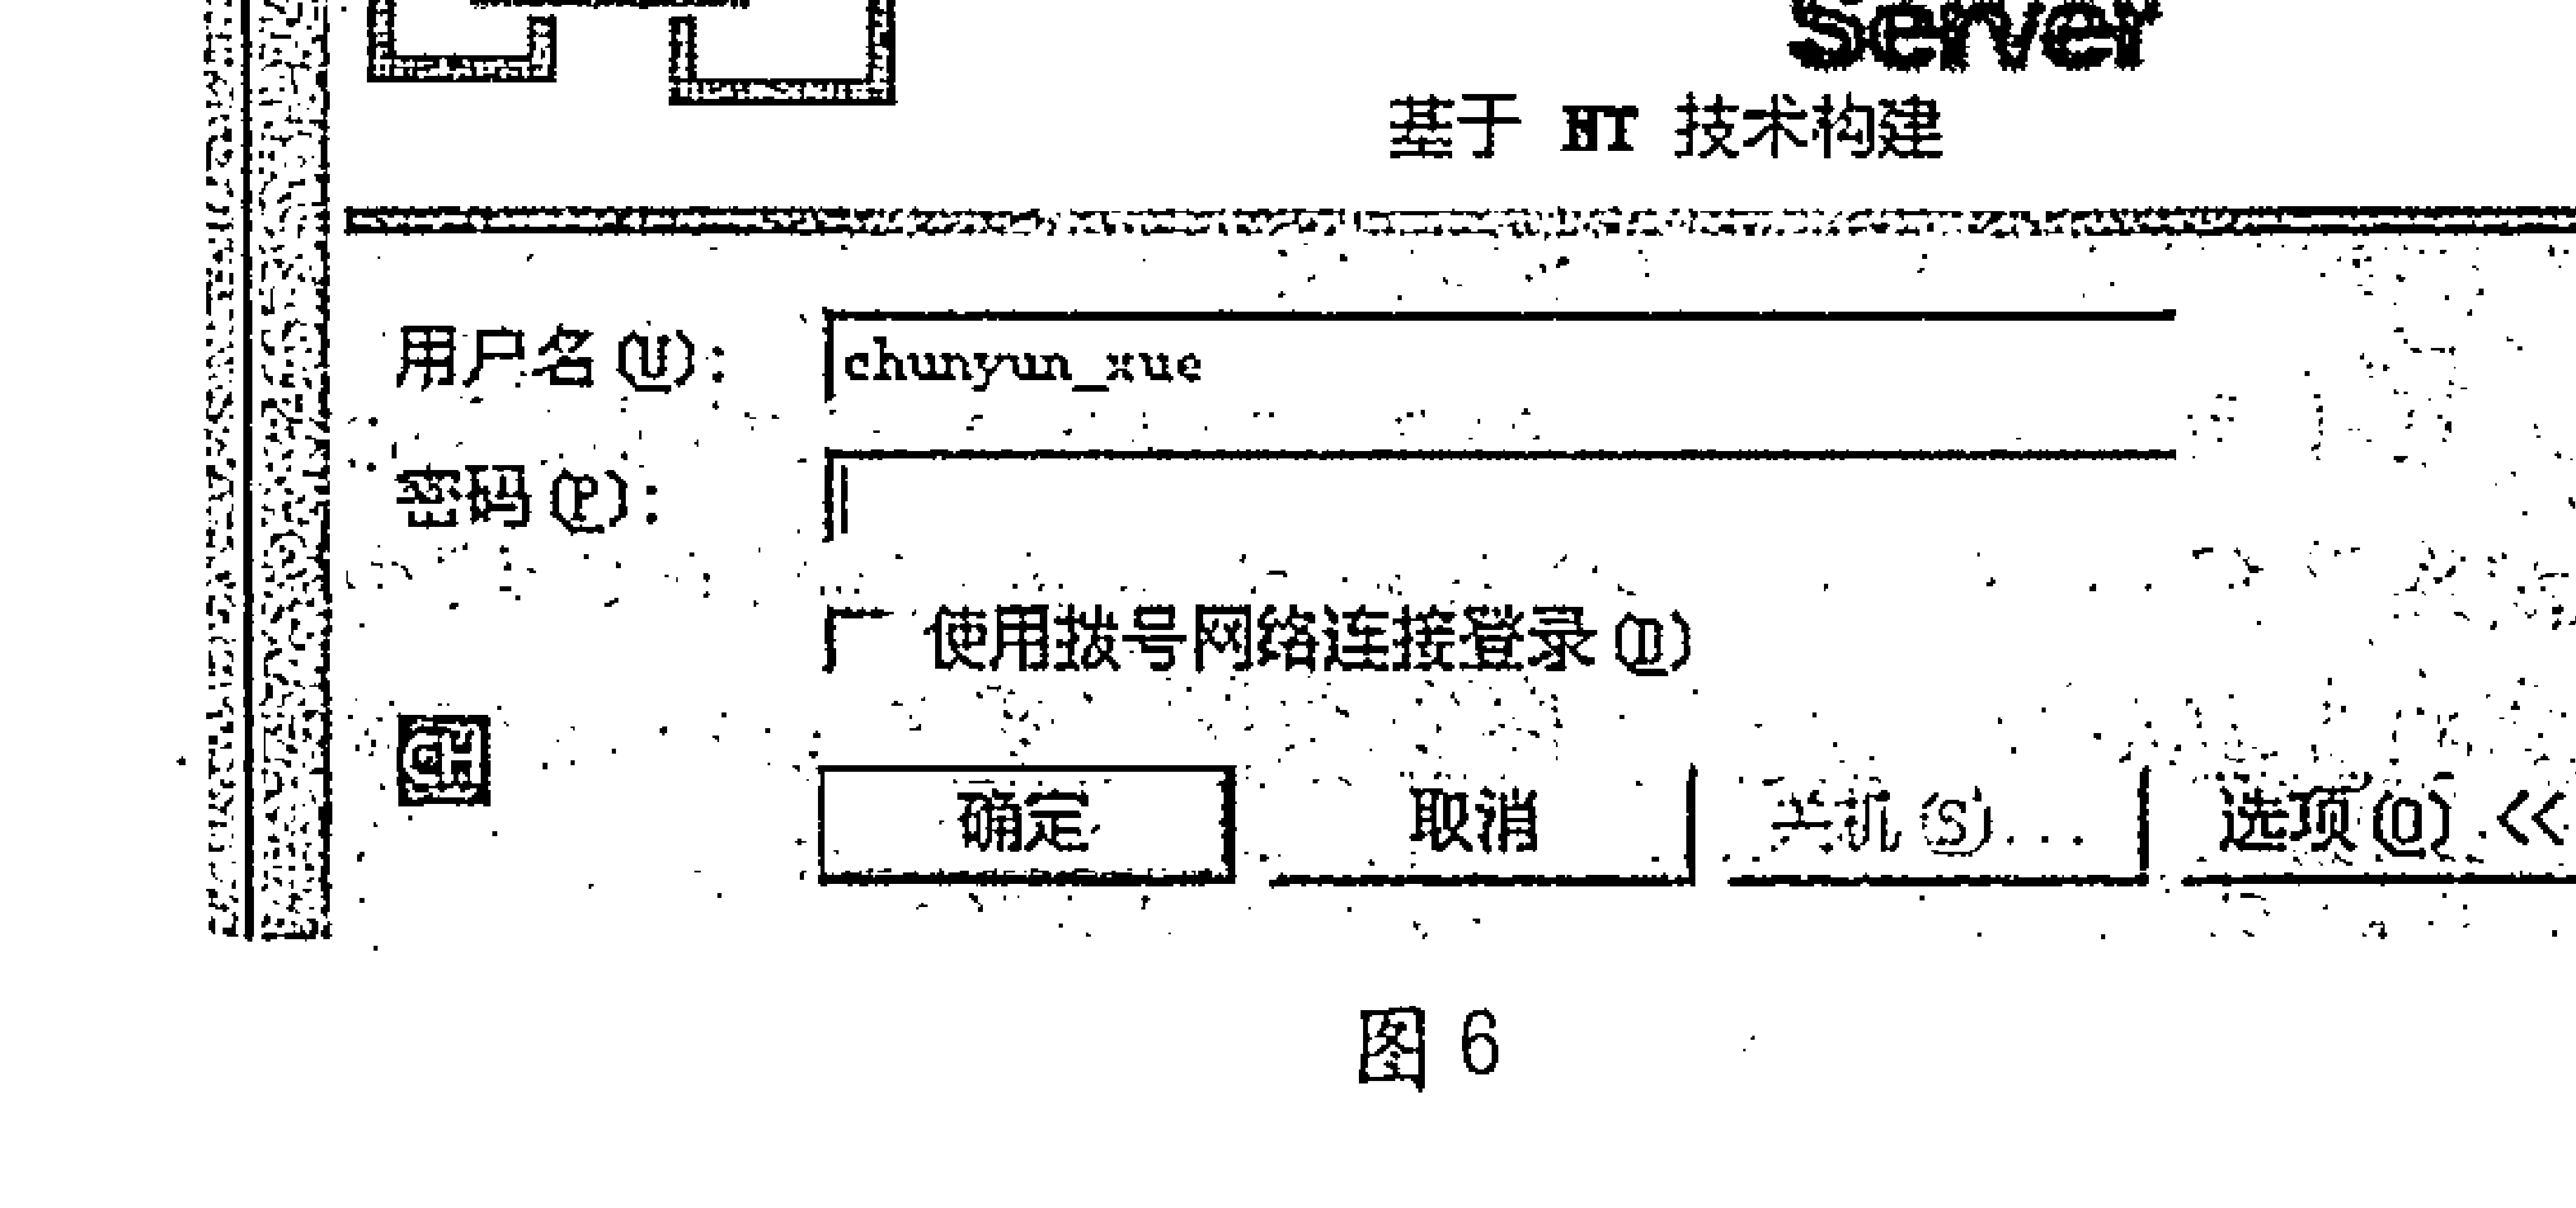 Server
基于 NT 技术构建
用户名(U):
chunyun_xue
密码(P):
使用拨号网络连接登录(D)
确定 取消 关机(S)... 选项(O) <<
图 6